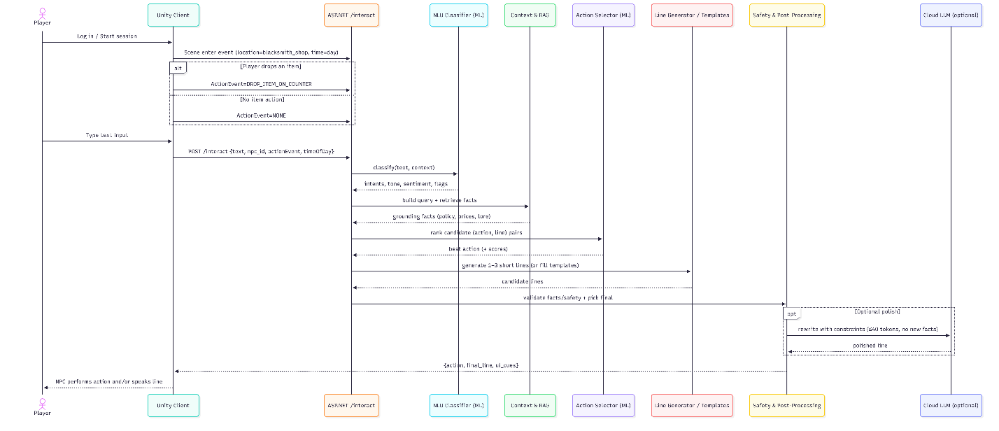 Player
Unity Client
ASP.NET /interact
NLU Classifier (ML)
Context & RAG
Action Selector (ML)
Line Generator / Templates
Safety & Post-Processing
Cloud LLM (optional)
Log in / Start session
Scene enter event (location=blacksmith_shop, time=day)
alt
[Player drops an item]
ActionEvent=DROP_ITEM_ON_COUNTER
[No item action]
ActionEvent=NONE
Type text input
POST /interact {text, npc_id, actionEvent, timeOfDay}
classify(text, context)
intents, tone, sentiment, flags
build query + retrieve facts
grounding facts (policy, prices, lore)
rank candidate (action, line) pairs
best action (+ scores)
generate 1–3 short lines (or fill templates)
candidate lines
validate facts/safety + pick final
opt
[Optional polish]
rewrite with constraints (≤40 tokens, no new facts)
polished line
{action, final_line, ui_cues}
NPC performs action and/or speaks line
Player
Unity Client
ASP.NET /interact
NLU Classifier (ML)
Context & RAG
Action Selector (ML)
Line Generator / Templates
Safety & Post-Processing
Cloud LLM (optional)